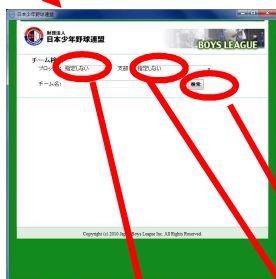 日本少年野球連盟
財団法人
日本少年野球連盟
BOYS LEAGUE
チーム検
ブロック: 指定しない 支部: 指定しない
チーム名: 検索
Copyright (c) 2010 Japan Boys League Inc. All Rights Reserved.